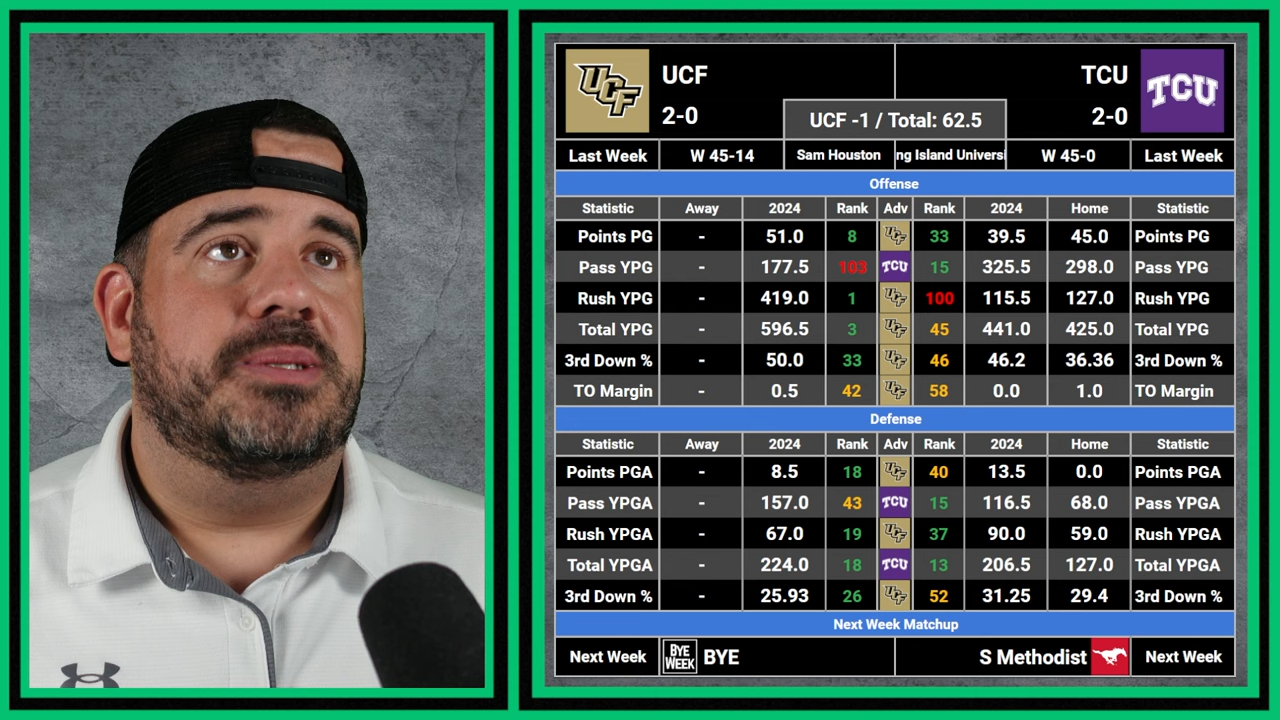 UCF
UCF
2-0
TCU
2-0
TCU
UCF -1 / Total: 62.5
Last Week W 45-14 Sam Houston ng Island Universi W 45-0 Last Week
Offense
Statistic Away 2024 Rank Adv Rank 2024 Home Statistic
Points PG - 51.0 8 UCF 33 39.5 45.0 Points PG
Pass YPG - 177.5 103 TCU 15 325.5 298.0 Pass YPG
Rush YPG - 419.0 1 UCF 100 115.5 127.0 Rush YPG
Total YPG - 596.5 3 UCF 45 441.0 425.0 Total YPG
3rd Down % - 50.0 33 UCF 46 46.2 36.36 3rd Down %
TO Margin - 0.5 42 UCF 58 0.0 1.0 TO Margin
Defense
Statistic Away 2024 Rank Adv Rank 2024 Home Statistic
Points PGA - 8.5 18 UCF 40 13.5 0.0 Points PGA
Pass YPGA - 157.0 43 TCU 15 116.5 68.0 Pass YPGA
Rush YPGA - 67.0 19 UCF 37 90.0 59.0 Rush YPGA
Total YPGA - 224.0 18 TCU 13 206.5 127.0 Total YPGA
3rd Down % - 25.93 26 UCF 52 31.25 29.4 3rd Down %
Next Week Matchup
Next Week BYE WEEK BYE S Methodist Next Week